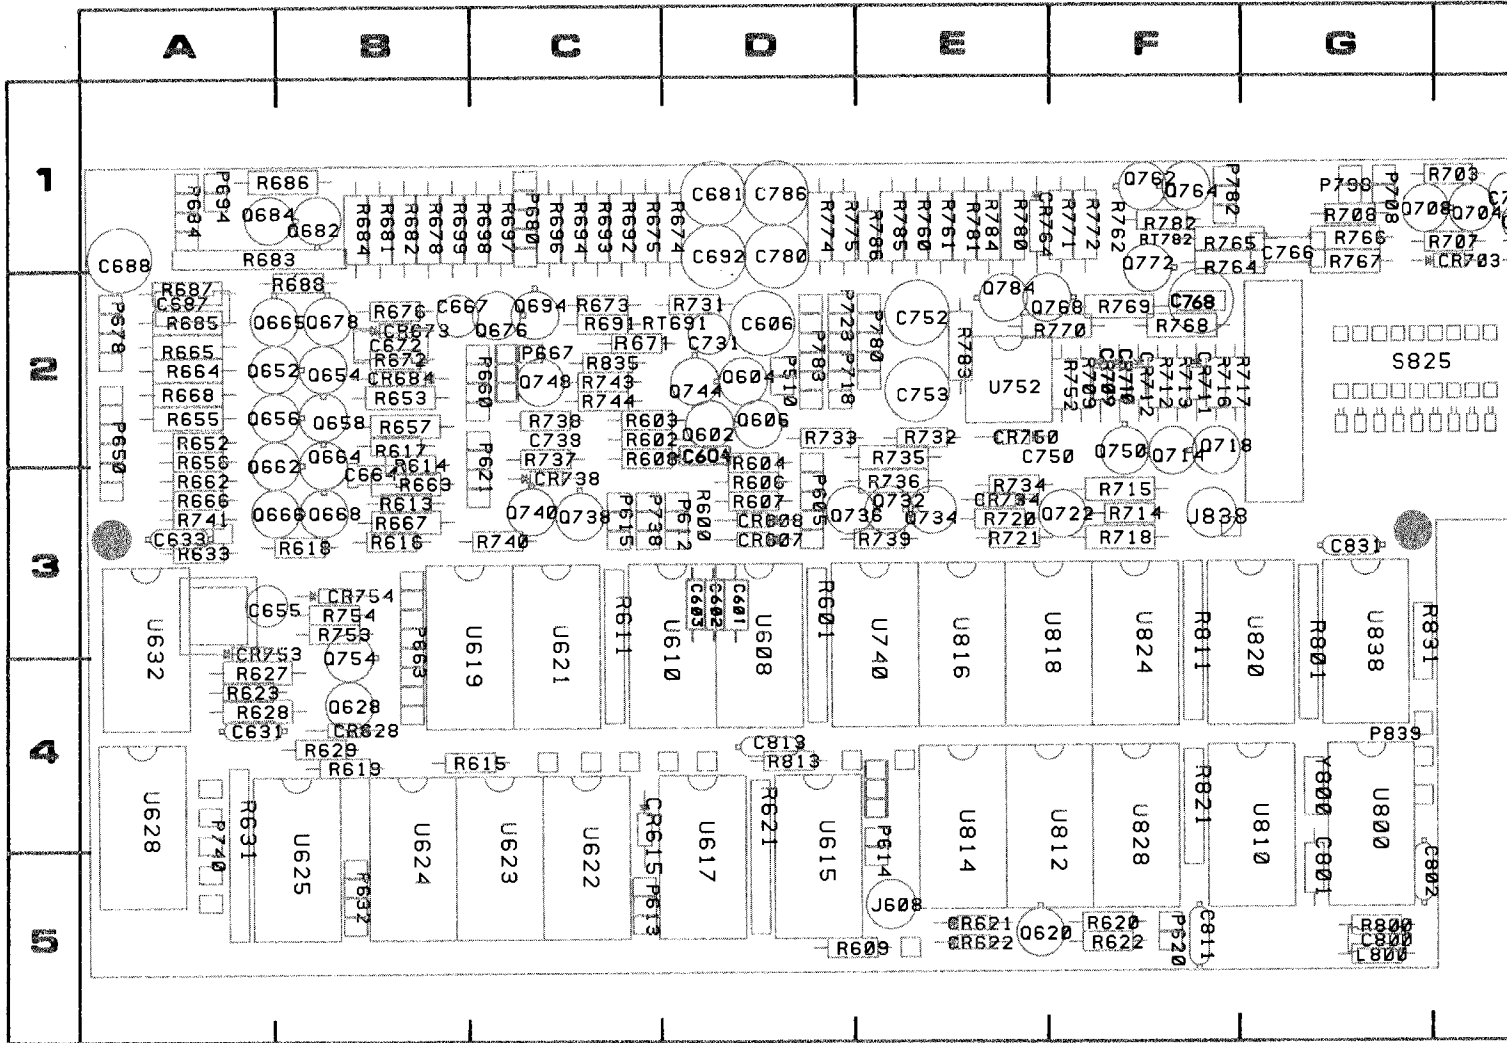 A B C D E F G
1
P684 P694 R686 Q684 Q682 R684 R681 R682 R678 R699 R698 R697 P680 R696 R694 R693 R692 R675 R674 C681 C786 R774 R775 R786 R785 R760 R761 R781 R784 R780 CR764 R771 R772 R762 Q762 Q764 P782 P708 R703
R782 R708 Q708 Q704
RT782 R765 R766 R707
C688 R683 C692 C780 Q772 R764 C766 R767 CR703
2
R687 R688
C687 R676 C667 Q694 R673 R731 Q784 Q768 R769 C768
P678 R685 Q665 Q678 CR673 Q676 R691 RT691 C606 P723 P780 C752 R783 R770 R768
C672 R671 C731
R665 R672 P660 P667 R835 P783 P718 S825
R664 Q652 Q654 CR684 Q748 R743 Q744 Q604 P510 C753 U752 R752 R709 CR709 CR710 CR712 R712 R713 CR711 R716 R717
R668 R653 R744
P650 R655 Q656 Q658 R657 R738 R603 Q602 Q606
R652 R617 C739 R602 R733 R732 CR750 Q750 Q714 Q718
R656 Q662 Q664 R614 P621 R737 R608 C604 R604 R735 C750
3
R662 C664 R663 CR738 R606 P605 R736 R734 R715
R666 R613 R607 Q732 CR734
R741 Q666 Q668 R667 Q740 Q738 P615 P738 P612 R600 CR608 Q736 Q734 R720 Q722 R714 J838
C633 R618 R616 R740 CR607 R739 R721 R718 C831
R633
U632 C655 CR754 R754 R753 P663 U619 U621 R611 U610 C603 C602 C601 U608 R601 U740 U816 U818 U824 R811 U820 R801 U838 R831
CR753 Q754
R627
R623
R628 Q628
C631 CR628 P839
4
R629 C813
R619 R615 R813
U628 P740 R631 U625 P632 U624 U623 U622 CR615 P613 U617 R621 U615 P614 U814 U812 U828 R821 U810 Y800 C801 U800 C802
5
J608 CR621 Q620 R620 P620 C811 R800
CR622 R622 C800
R609 L800